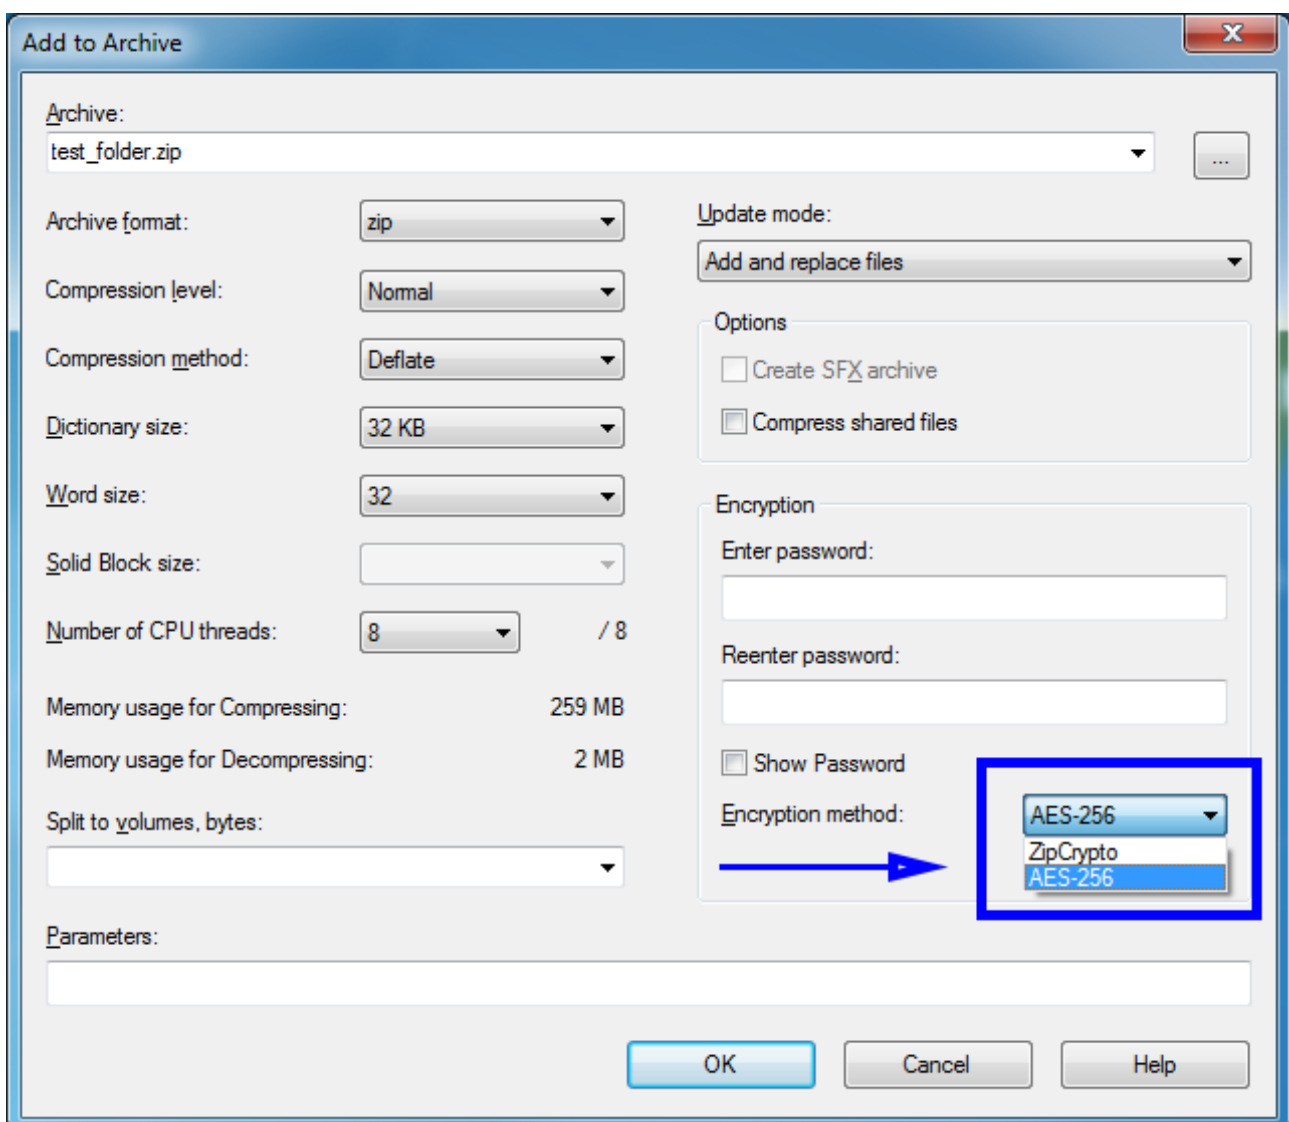 Add to Archive
X
Archive:
test_folder.zip
...
Archive format:
zip
Compression level:
Normal
Compression method:
Deflate
Dictionary size:
32 KB
Word size:
32
Solid Block size:
Number of CPU threads:
8
/ 8
Memory usage for Compressing:
259 MB
Memory usage for Decompressing:
2 MB
Split to volumes, bytes:
Parameters:
Update mode:
Add and replace files
Options
Create SFX archive
Compress shared files
Encryption
Enter password:
Reenter password:
Show Password
Encryption method:
AES-256
ZipCrypto
AES-256
OK
Cancel
Help